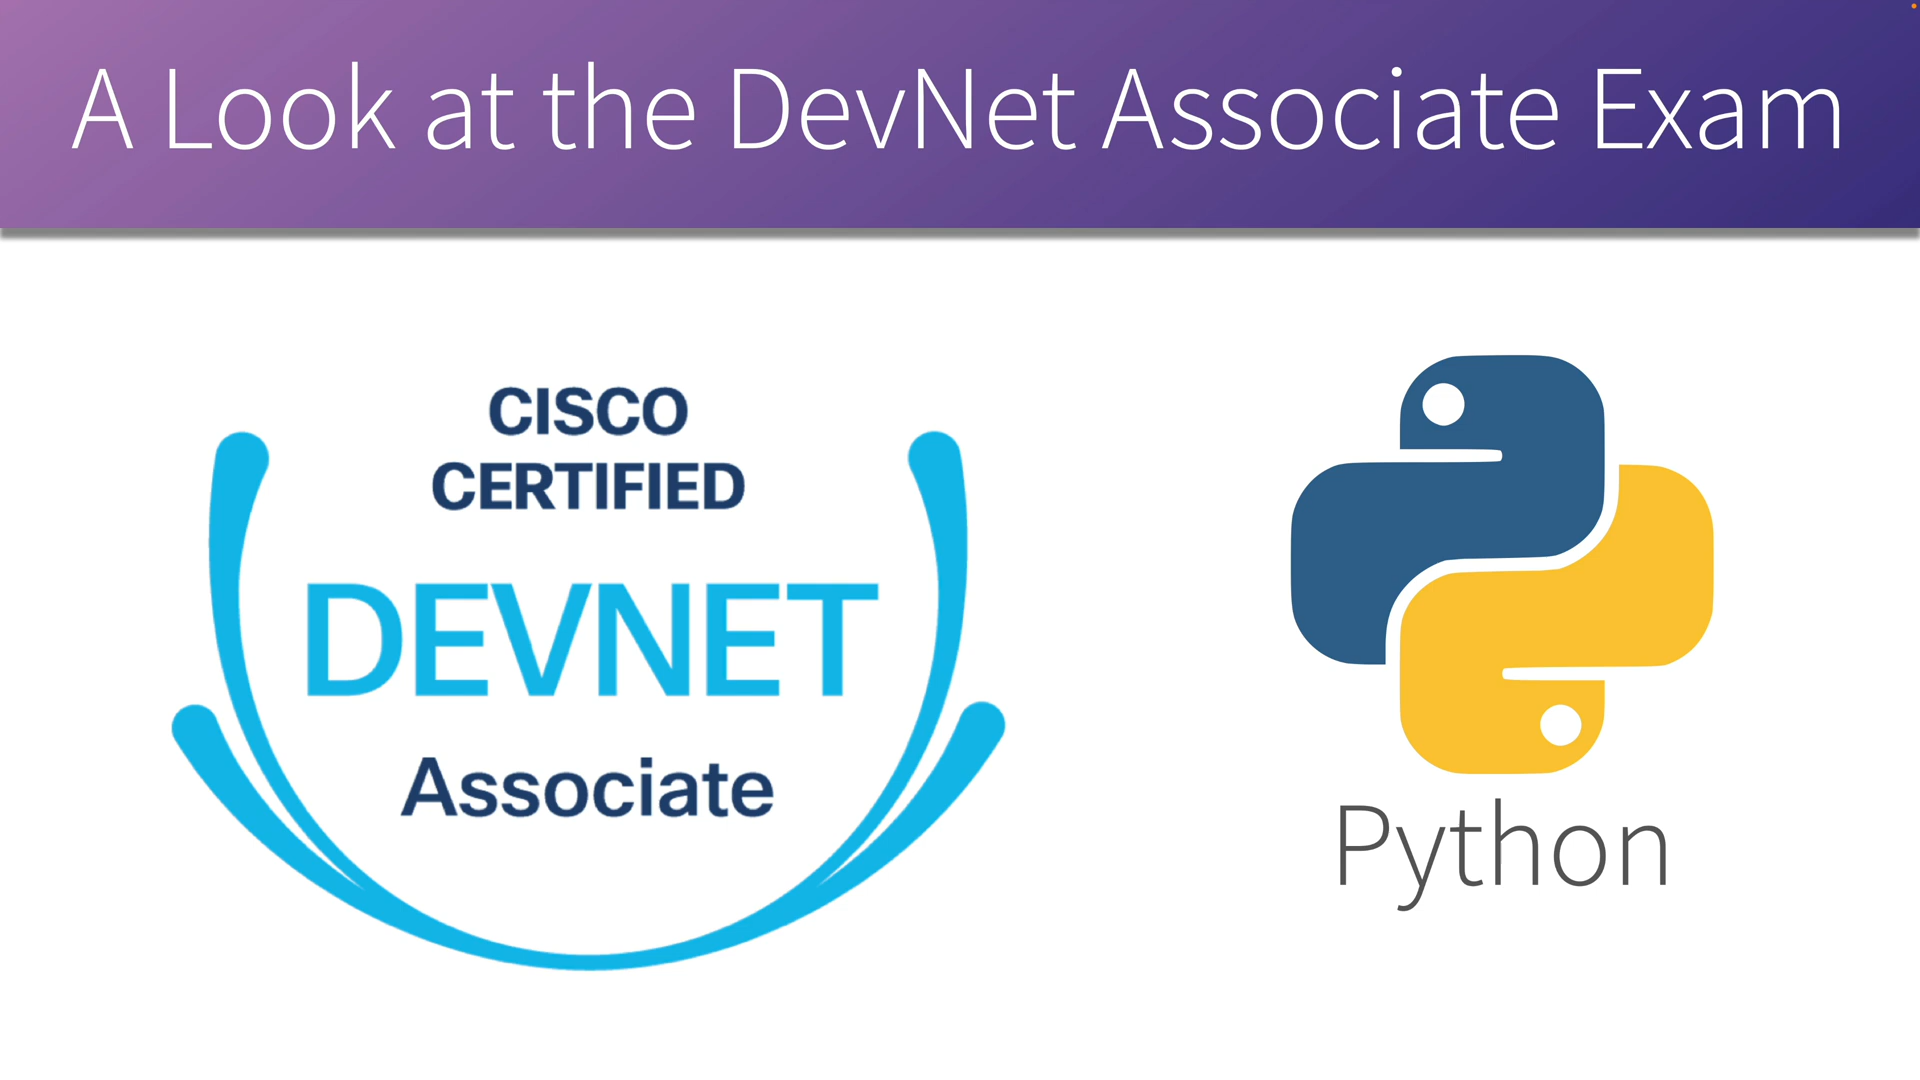 A Look at the DevNet Associate Exam
CISCO
CERTIFIED
DEVNET
Associate
Python